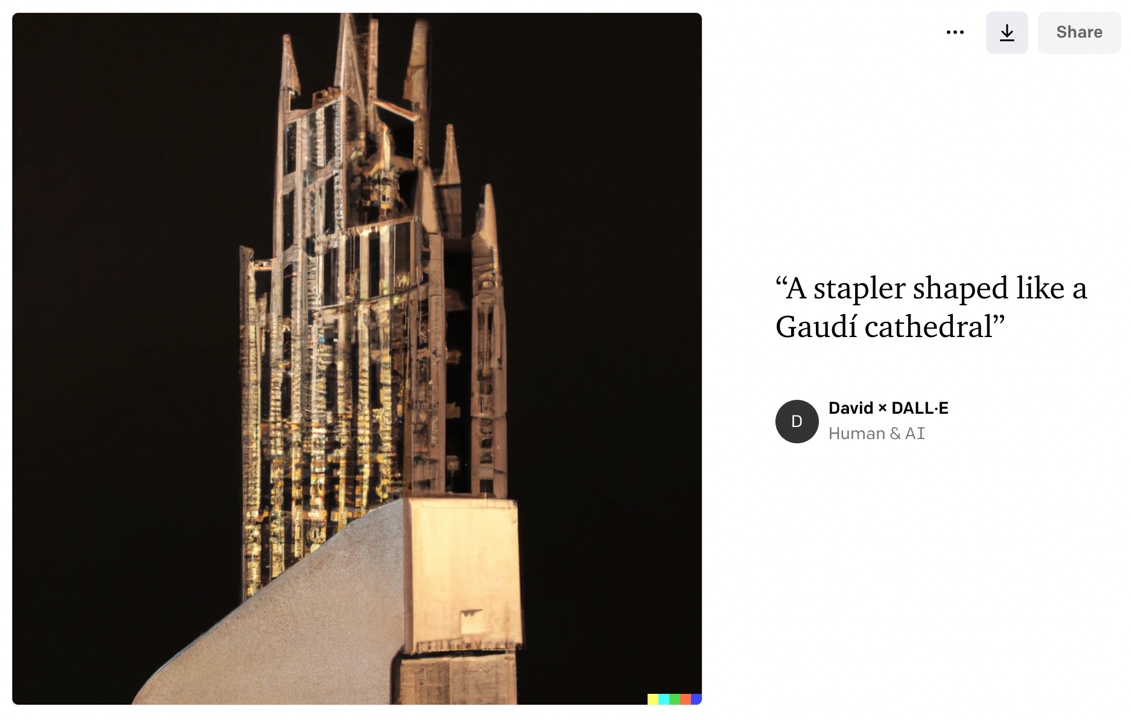 Share
“A stapler shaped like a
Gaudí cathedral”
D
David × DALL·E
Human & AI